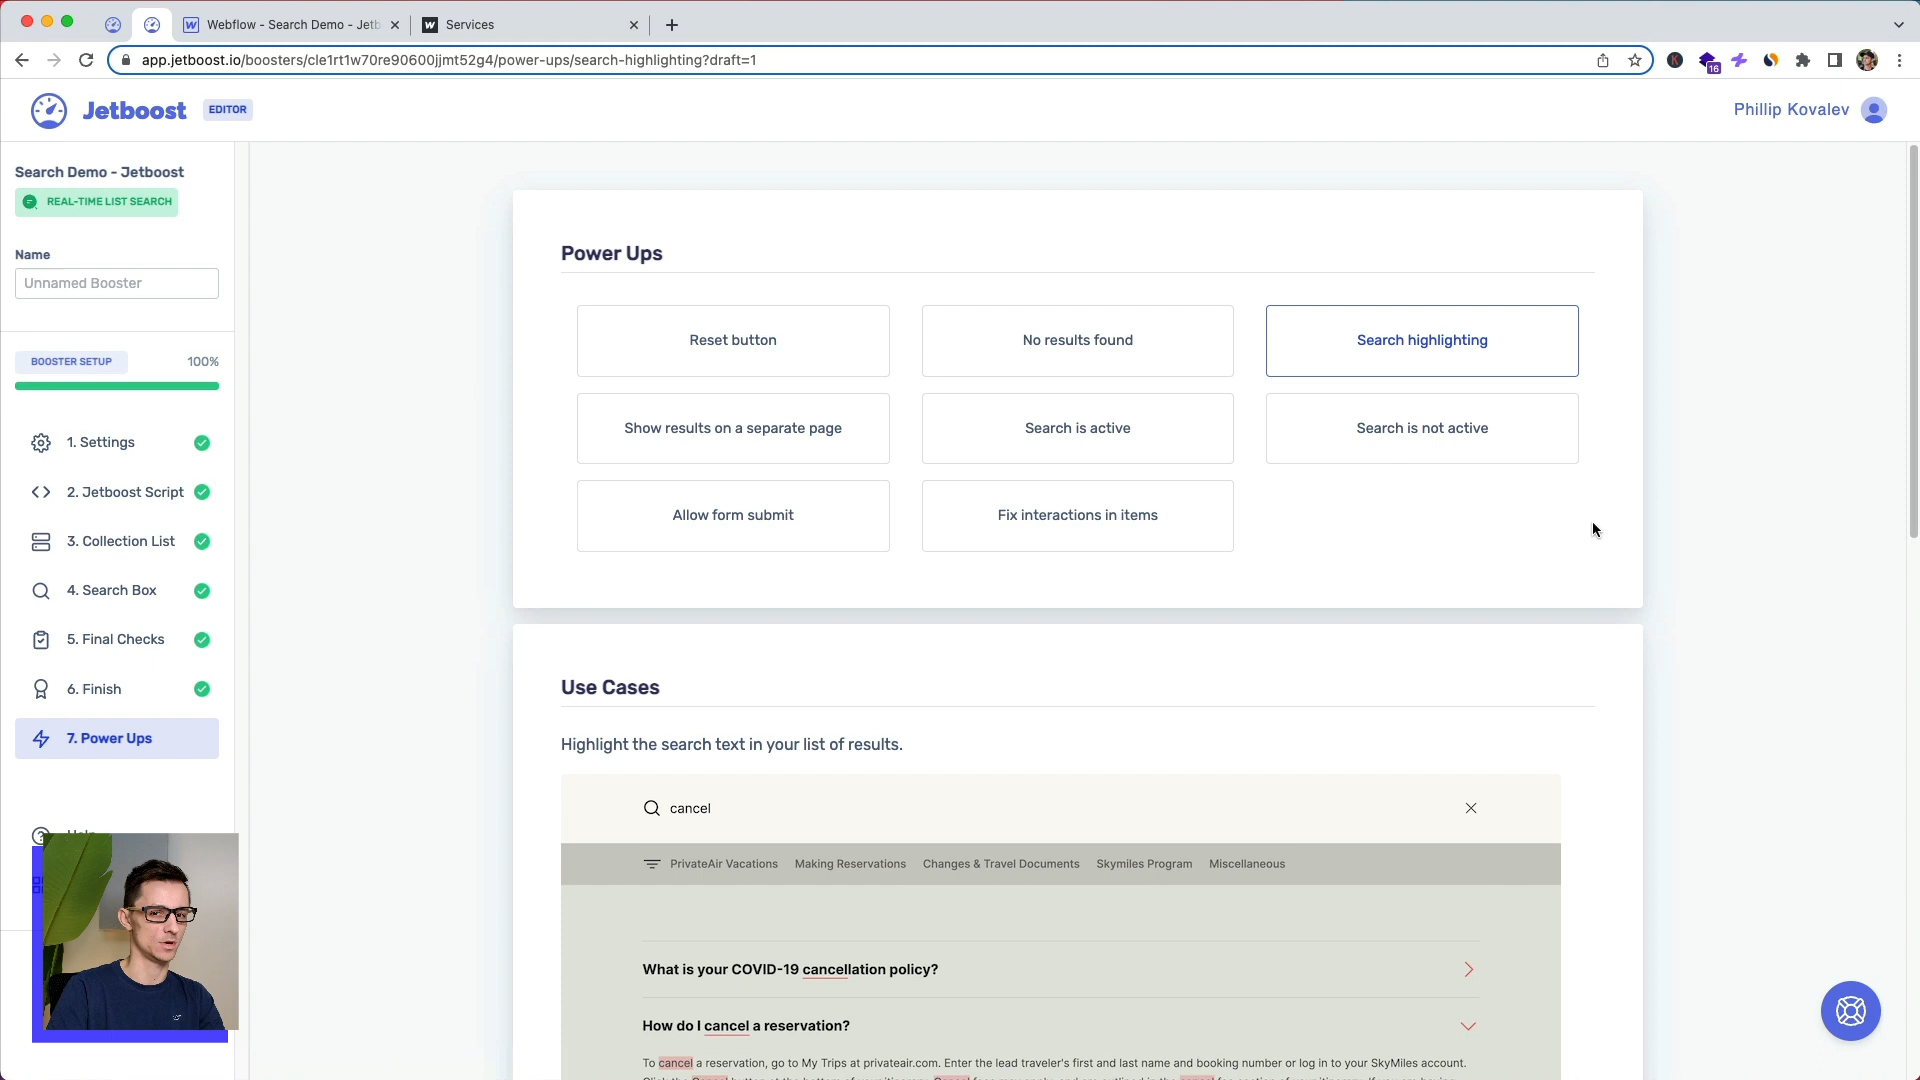 Webflow - Search Demo - Jetb
Services
app.jetboost.io/boosters/cle1rt1w70re90600jjmt52g4/power-ups/search-highlighting?draft=1
16
Jetboost
EDITOR
Phillip Kovalev
Search Demo - Jetboost
REAL-TIME LIST SEARCH
Name
Unnamed Booster
BOOSTER SETUP
100%
1. Settings
2. Jetboost Script
3. Collection List
4. Search Box
5. Final Checks
6. Finish
7. Power Ups
Power Ups
Reset button
No results found
Search highlighting
Show results on a separate page
Search is active
Search is not active
Allow form submit
Fix interactions in items
Use Cases
Highlight the search text in your list of results.
cancel
PrivateAir Vacations
Making Reservations
Changes & Travel Documents
Skymiles Program
Miscellaneous
What is your COVID-19 cancellation policy?
How do I cancel a reservation?
To cancel a reservation, go to My Trips at privateair.com. Enter the lead traveler's first and last name and booking number or log in to your SkyMiles account.